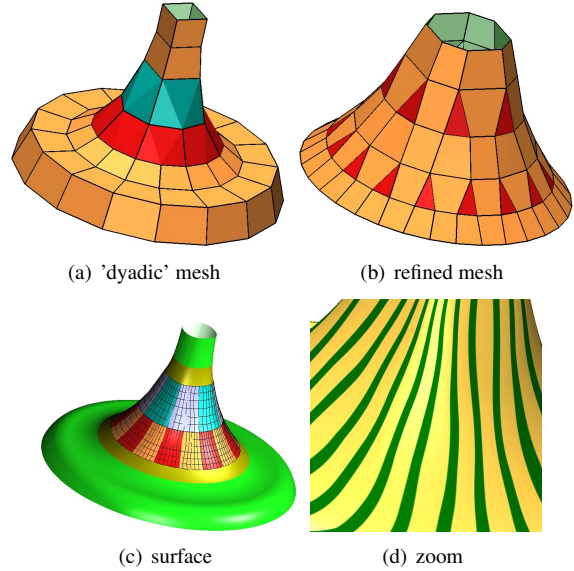 (a) ’dyadic’ mesh
(b) refined mesh
(c) surface
(d) zoom